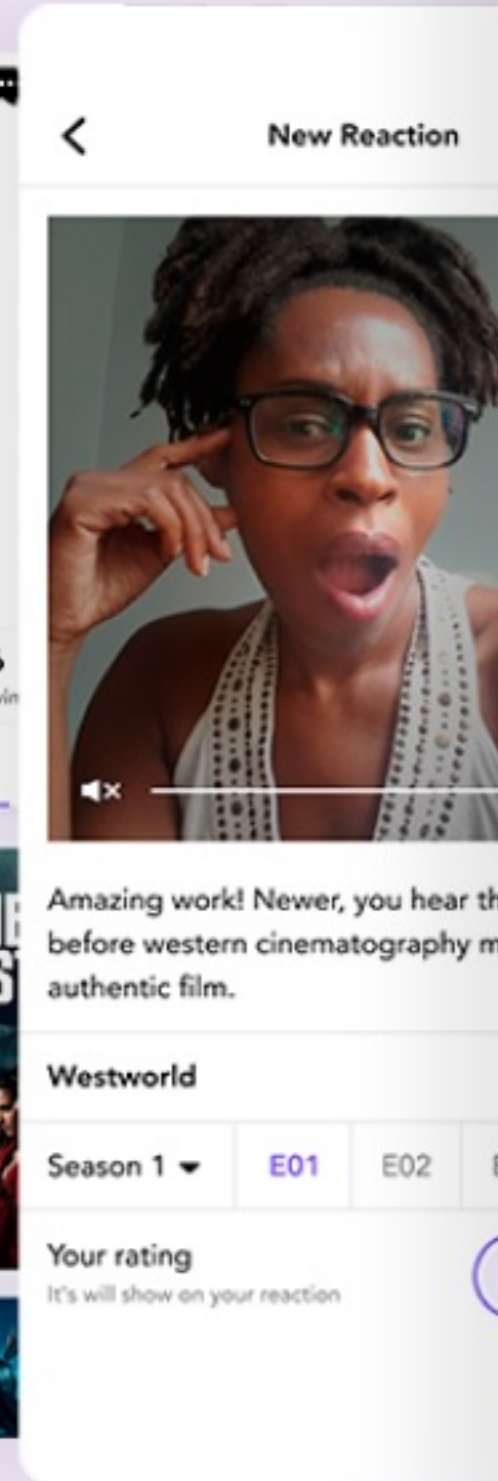 New Reaction
Amazing work! Newer, you hear th
before western cinematography m
authentic film.
Westworld
Season 1 E01 E02 E
Your rating
It's will show on your reaction